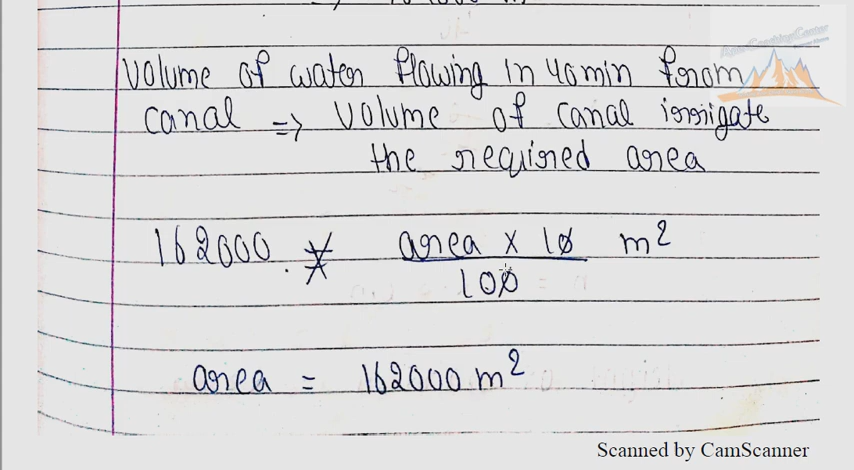 Volume of water flowing in 40 min from
canal => Volume of canal irrigate
the required area
162000 . area x 10 m²
100
area = 162000 m²
Scanned by CamScanner